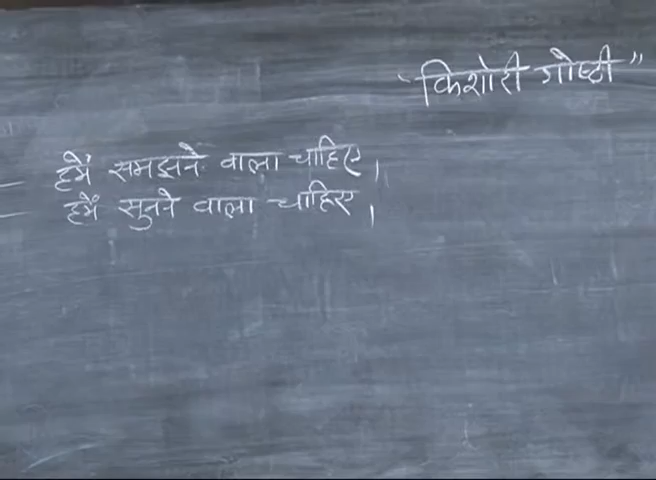 "किशोरी गोष्ठी"
हमें समझने वाला चाहिए।
हमें सुनने वाला चाहिए।